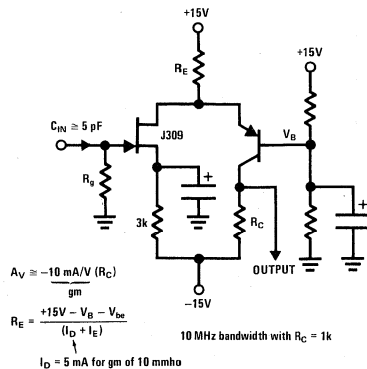 +15V
+15V
R_E
C_IN ≅ 5 pF
J309
V_B
R_g
3k
R_C
OUTPUT
−15V
A_V ≅ −10 mA/V (R_C)
gm
R_E = +15V − V_B − V_be
(I_D + I_E)
10 MHz bandwidth with R_C = 1k
I_D = 5 mA for gm of 10 mmho